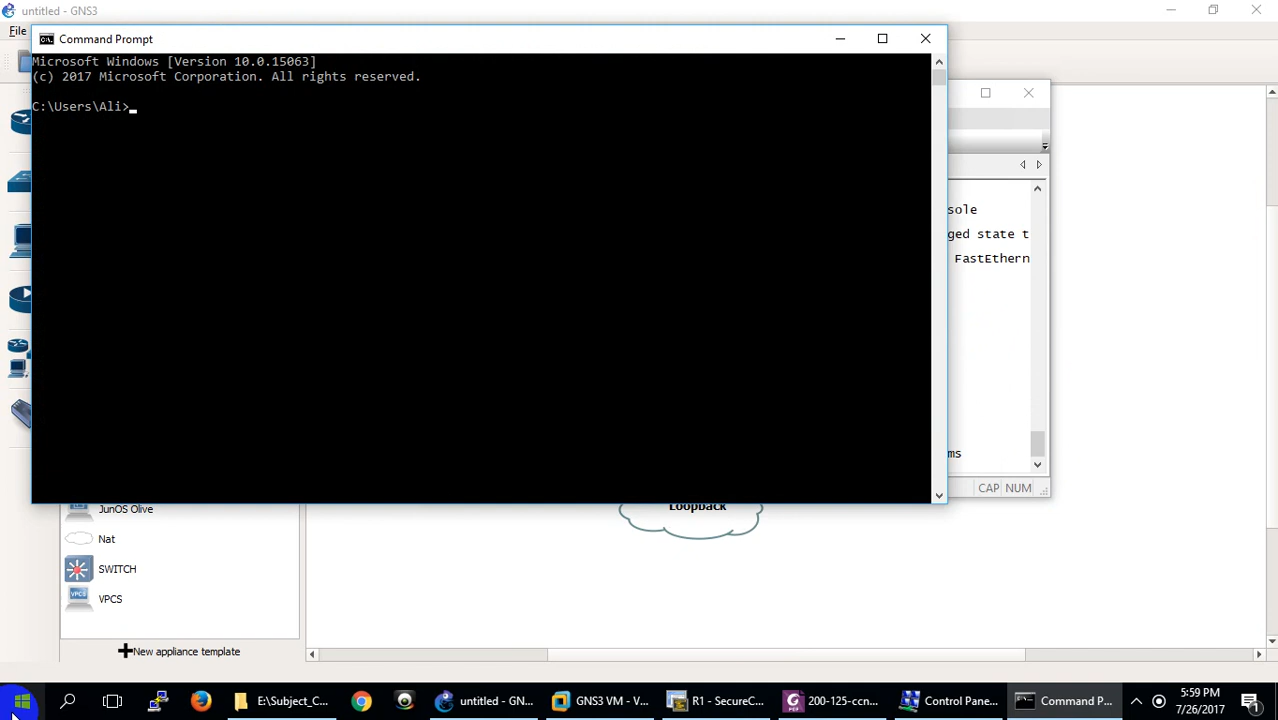 untitled - GNS3
File
Command Prompt
Microsoft Windows [Version 10.0.15063]
(c) 2017 Microsoft Corporation. All rights reserved.
C:\Users\Ali>
sole
ged state t
FastEthern
ms
CAP NUM
Loopback
JunOS Olive
Nat
SWITCH
VPCS
New appliance template
E:\Subject_C...
untitled - GN...
GNS3 VM - V...
R1 - SecureC...
200-125-ccn...
Control Pane...
Command P...
5:59 PM
7/26/2017
1